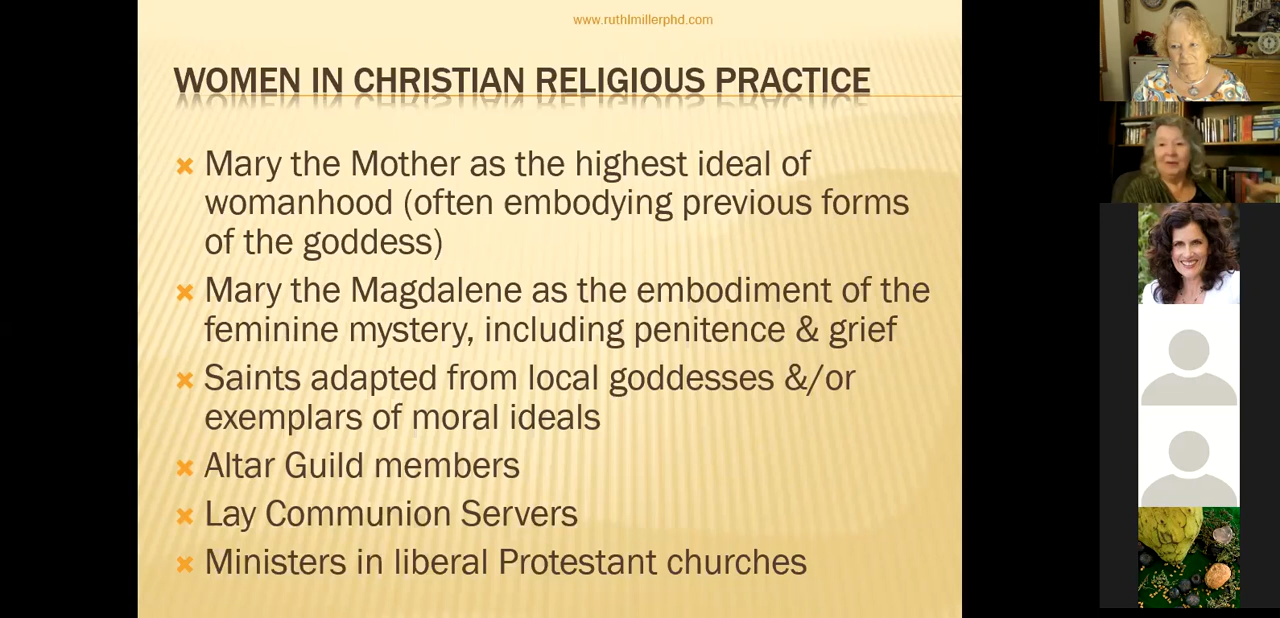 www.ruthlmillerphd.com
WOMEN IN CHRISTIAN RELIGIOUS PRACTICE
Mary the Mother as the highest ideal of
womanhood (often embodying previous forms
of the goddess)
Mary the Magdalene as the embodiment of the
feminine mystery, including penitence & grief
Saints adapted from local goddesses &/or
exemplars of moral ideals
Altar Guild members
Lay Communion Servers
Ministers in liberal Protestant churches